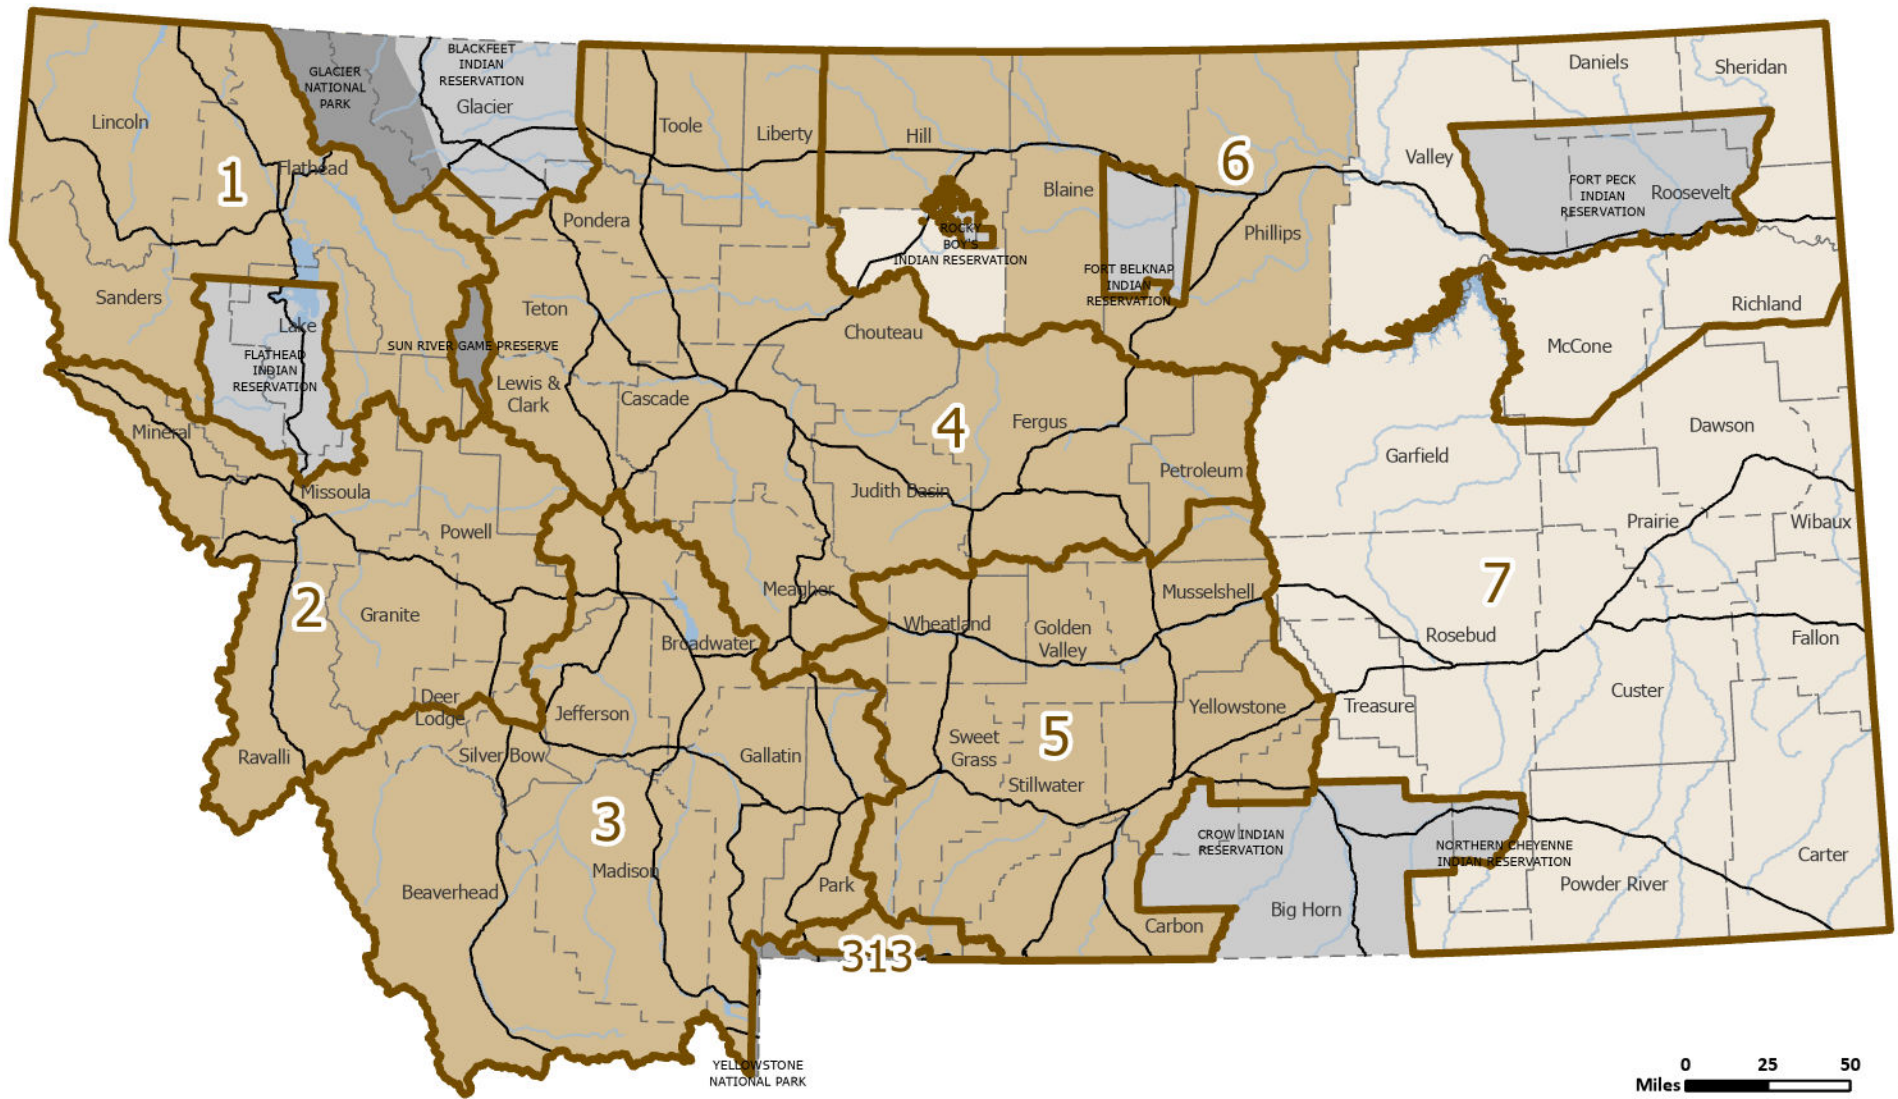 BLACKFEET
INDIAN
RESERVATION
GLACIER
NATIONAL
PARK
Glacier
Daniels
Sheridan
Lincoln
Toole
Liberty
Hill
Flathead
1
6
Valley
Blaine
FORT PECK
INDIAN
RESERVATION
Roosevelt
Pondera
Phillips
ROCKY
BOY'S
INDIAN RESERVATION
FORT BELKNAP
INDIAN
RESERVATION
Sanders
Teton
Richland
Lake
Chouteau
McCone
SUN RIVER GAME PRESERVE
FLATHEAD
INDIAN
RESERVATION
Lewis &
Clark
Cascade
Mineral
4
Fergus
Dawson
Garfield
Petroleum
Missoula
Judith Basin
Powell
Prairie
Wibaux
2
Granite
Meagher
Musselshell
7
Broadwater
Wheatland
Golden
Valley
Rosebud
Fallon
Deer
Lodge
Jefferson
Custer
Treasure
Yellowstone
Ravalli
Silver Bow
Gallatin
Sweet
Grass
5
Stillwater
3
Madison
CROW INDIAN
RESERVATION
NORTHERN CHEYENNE
INDIAN RESERVATION
Carter
Beaverhead
Park
Powder River
Big Horn
Carbon
313
YELLOWSTONE
NATIONAL PARK
0 25 50
Miles